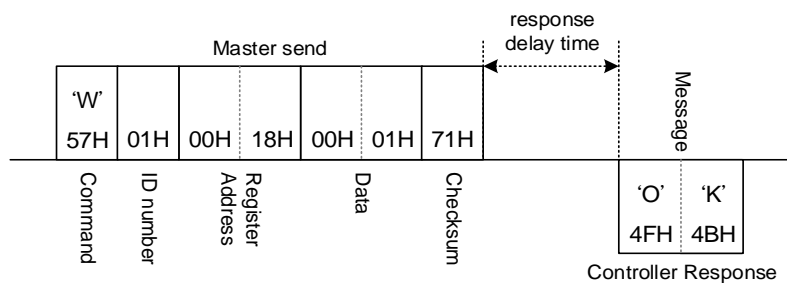 response
delay time
Master send
Message
'W'
57H 01H 00H 18H 00H 01H 71H
Command
ID number
Register
Address
Data
Checksum
'O' 'K'
4FH 4BH
Controller Response